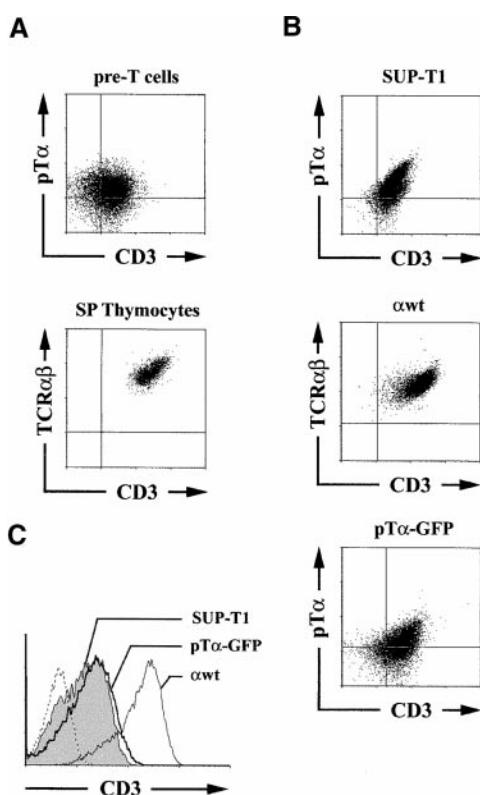 A
pre-T cells
pTα
CD3
SP Thymocytes
TCRαβ
CD3
B
SUP-T1
pTα
CD3
αwt
TCRαβ
CD3
pTα-GFP
pTα
CD3
C
SUP-T1
pTα-GFP
αwt
CD3